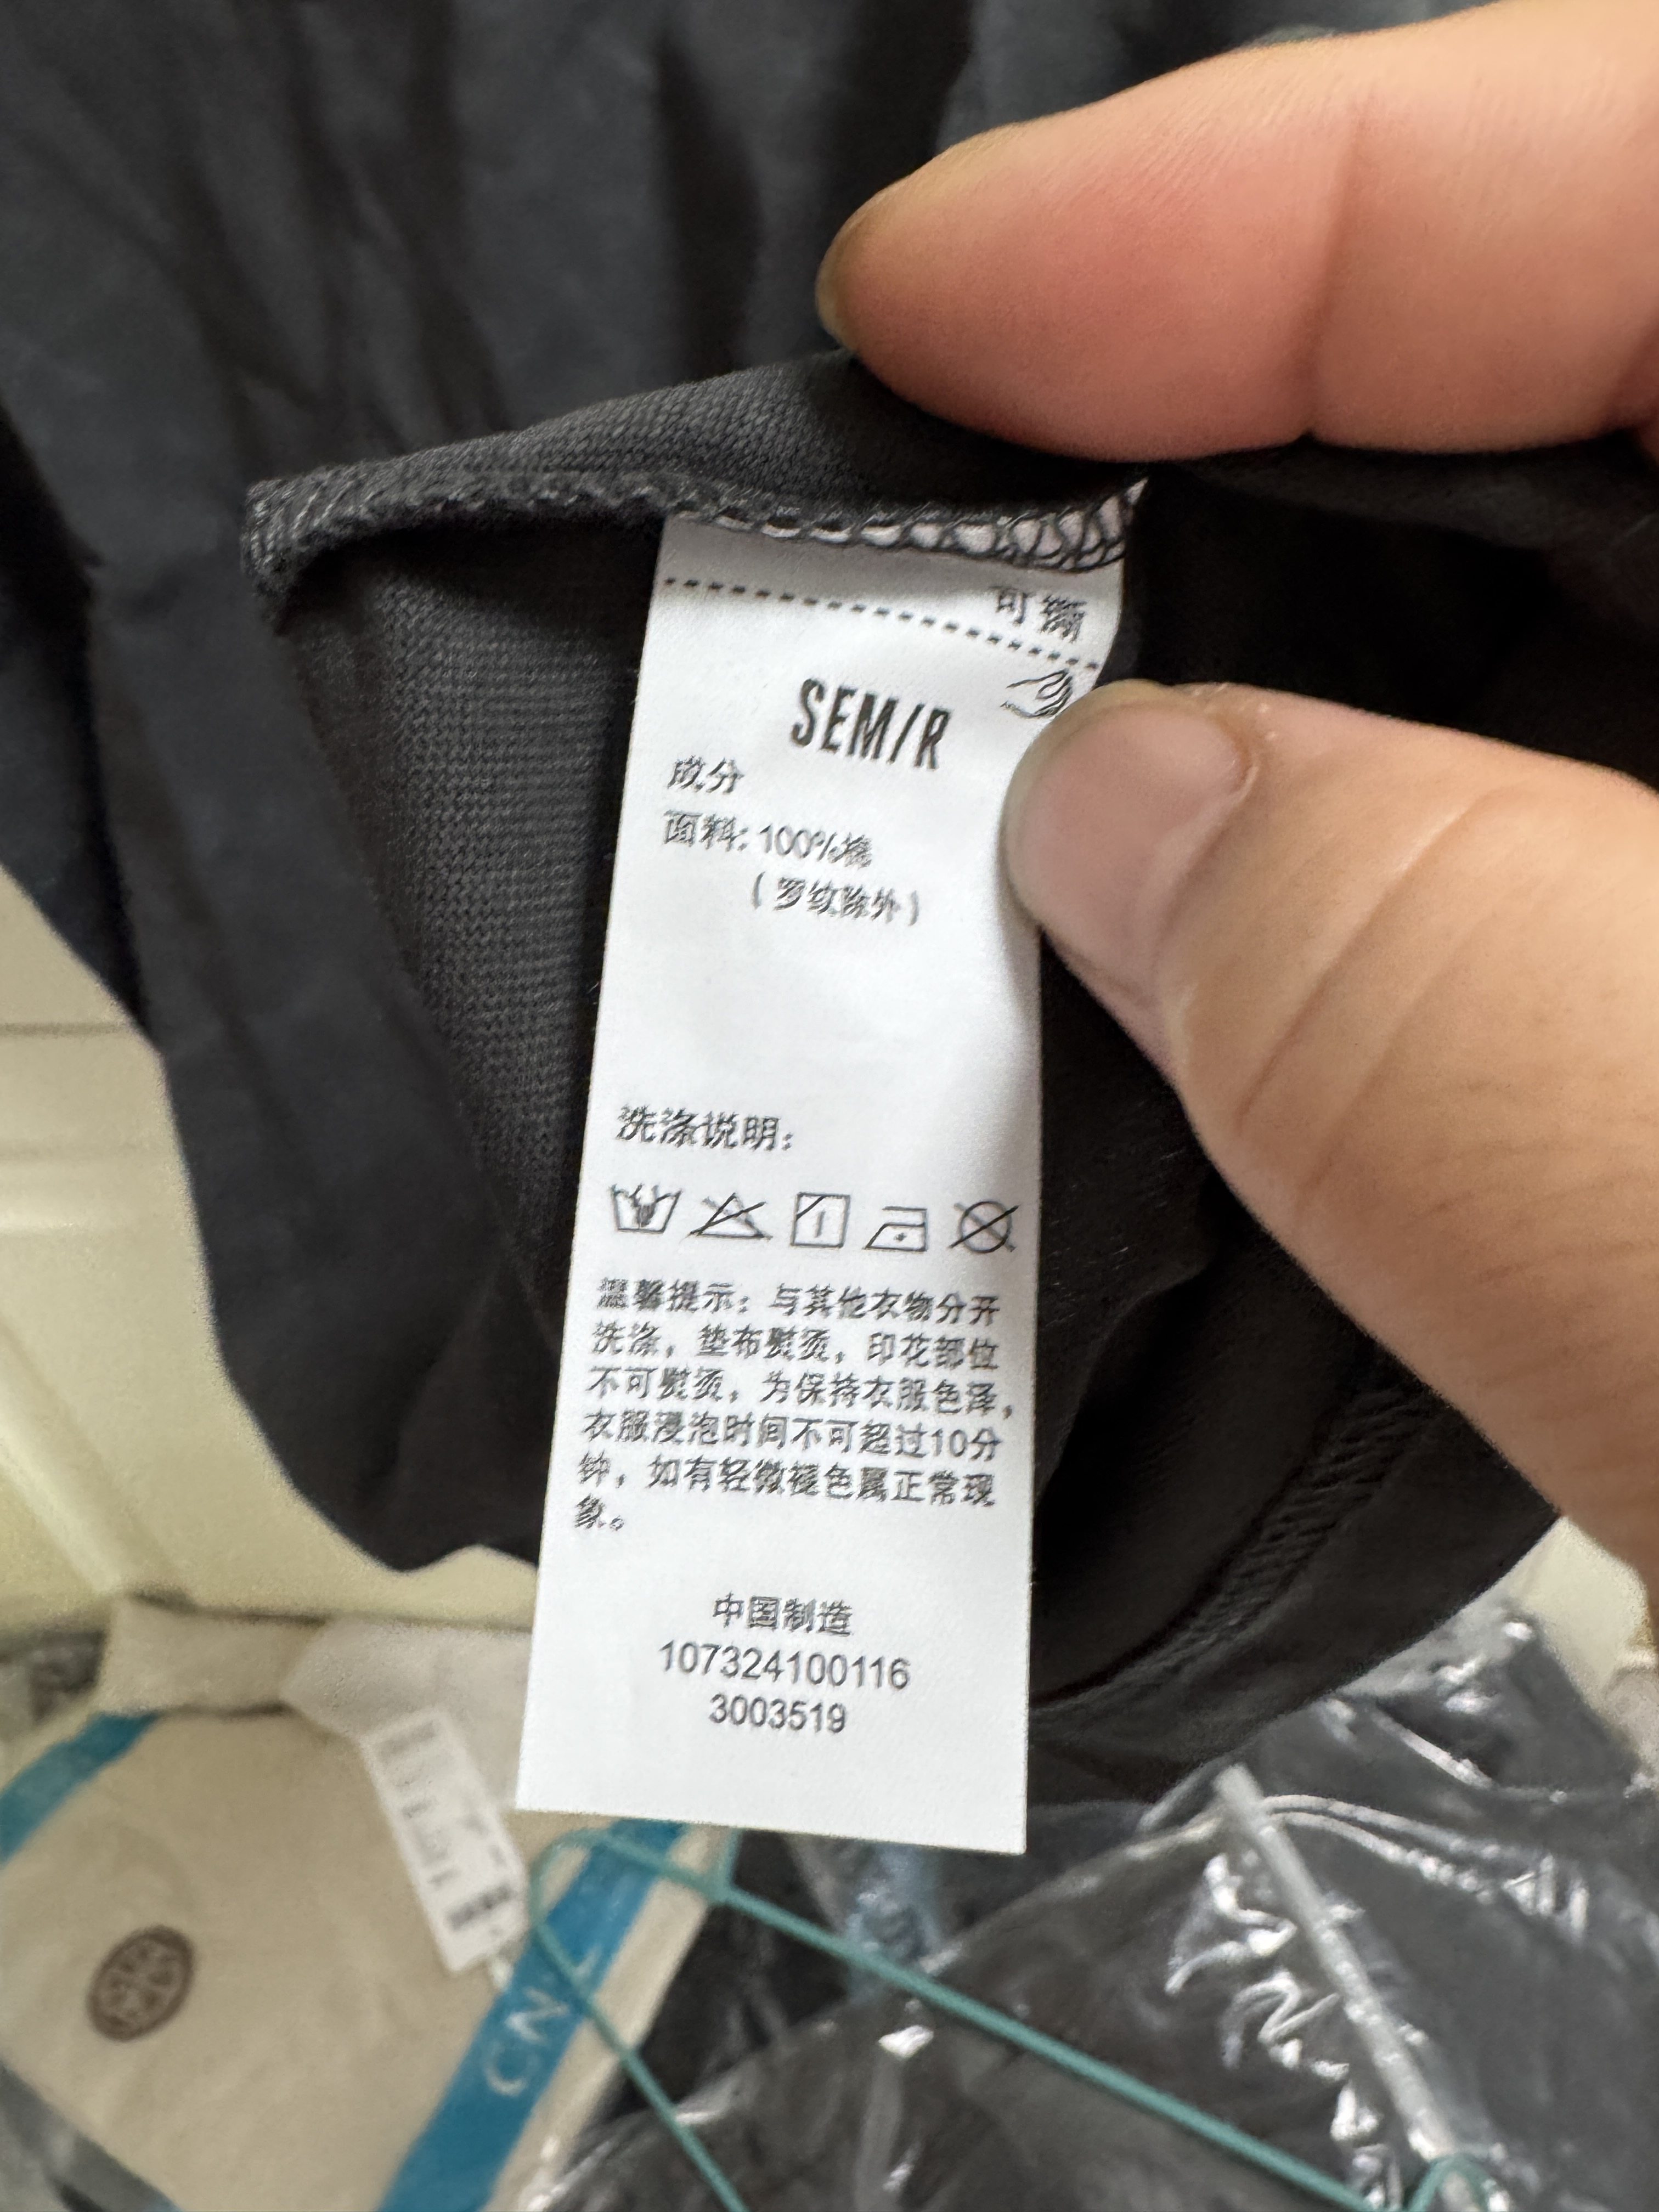 可撕
SEM/R
成分
面料:100%棉
(罗纹除外)
洗涤说明:
温馨提示:与其他衣物分开
洗涤,垫布熨烫,印花部位
不可熨烫,为保持衣服色泽,
衣服浸泡时间不可超过10分
钟,如有轻微褪色属正常现
象。
中国制造
107324100116
3003519